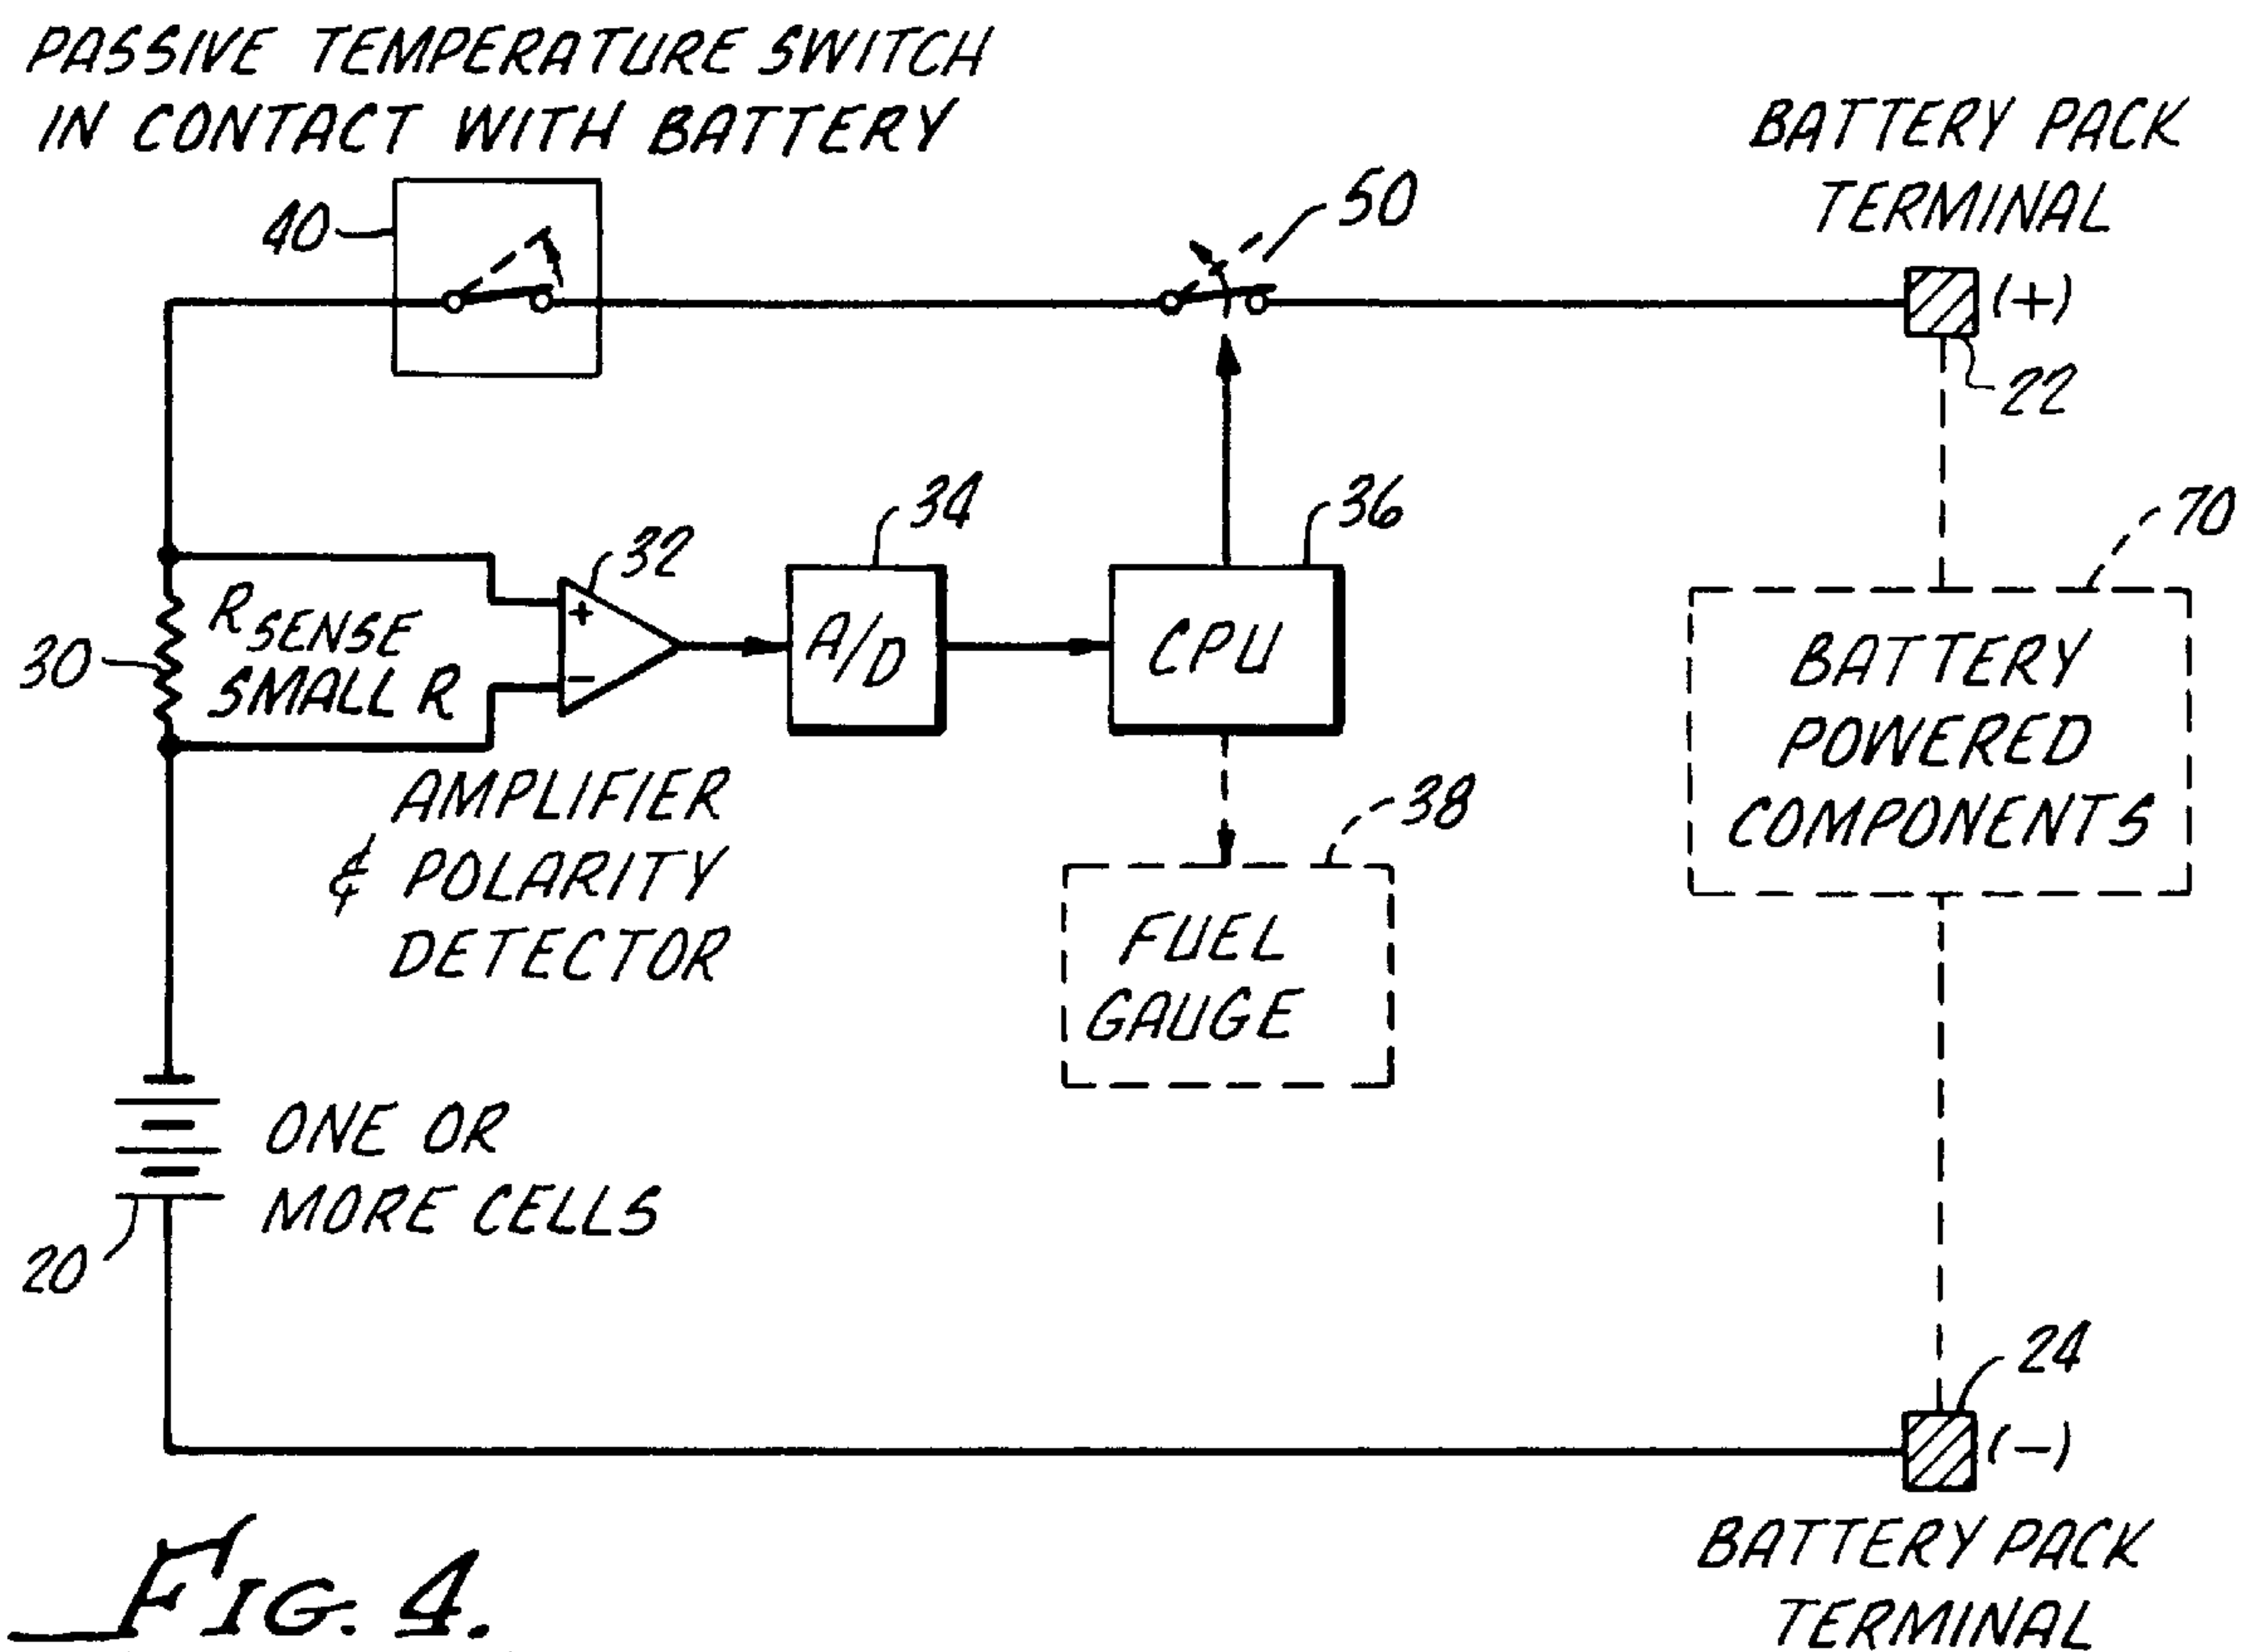 PASSIVE TEMPERATURE SWITCH
IN CONTACT WITH BATTERY
BATTERY PACK
TERMINAL
40
50
(+)
22
34
36
70
32
+
-
RSENSE
SMALL R
30
A/D
CPU
BATTERY
POWERED
COMPONENTS
AMPLIFIER
& POLARITY
DETECTOR
38
FUEL
GAUGE
ONE OR
MORE CELLS
20
24
(-)
BATTERY PACK
TERMINAL
FIG. 4.